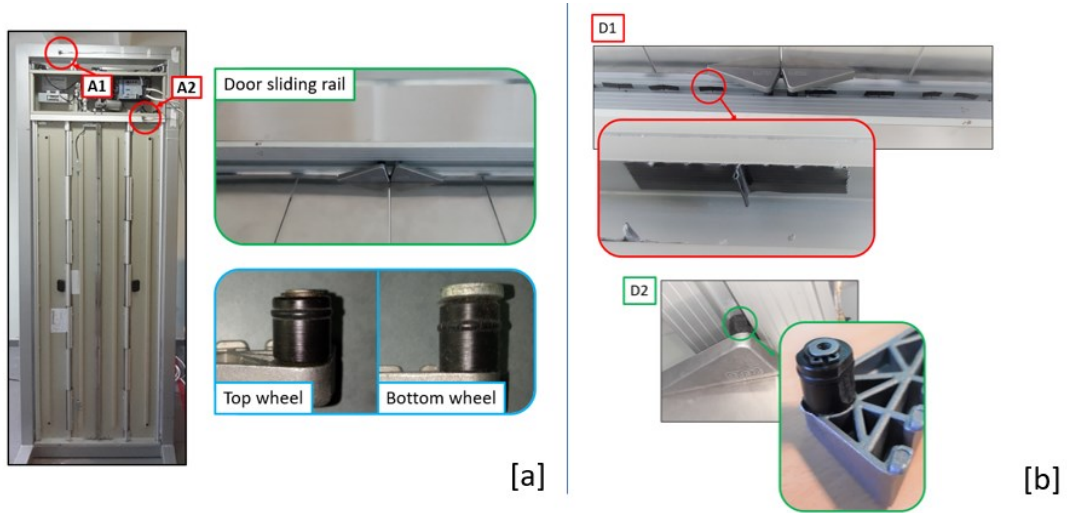 A1
A2
Door sliding rail
Top wheel
Bottom wheel
[a]
D1
D2
[b]